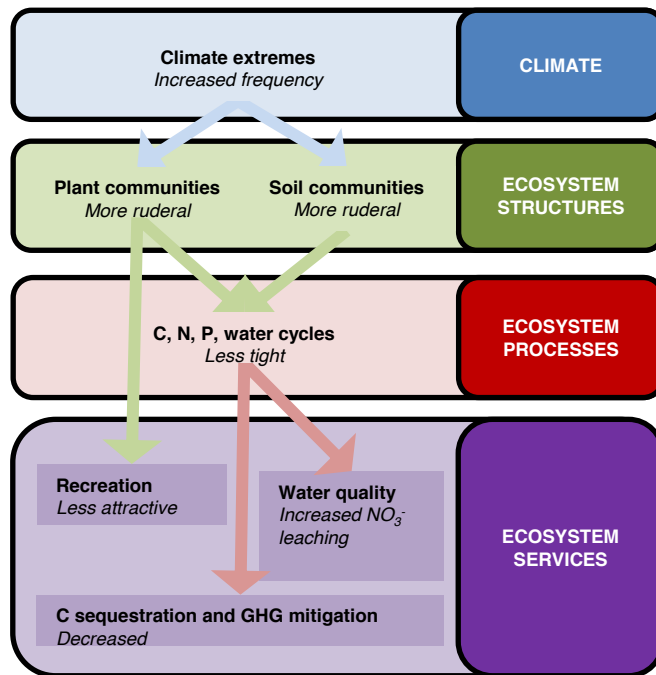 Climate extremes
Increased frequency
CLIMATE
Plant communities
More ruderal
Soil communities
More ruderal
ECOSYSTEM
STRUCTURES
C, N, P, water cycles
Less tight
ECOSYSTEM
PROCESSES
Recreation
Less attractive
Water quality
Increased NO₃⁻
leaching
C sequestration and GHG mitigation
Decreased
ECOSYSTEM
SERVICES